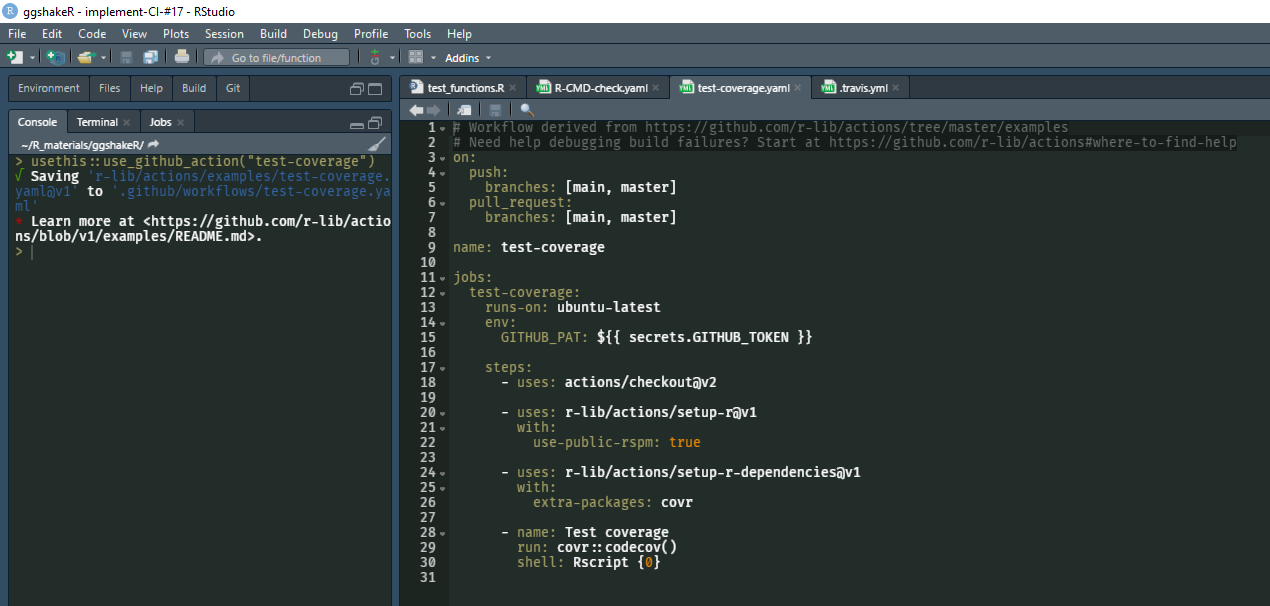 ggshakeR - implement-CI-#17 - RStudio
File Edit Code View Plots Session Build Debug Profile Tools Help
Go to file/function Addins
Environment Files Help Build Git
Console Terminal Jobs
~/R_materials/ggshakeR/
> usethis::use_github_action("test-coverage")
√ Saving 'r-lib/actions/examples/test-coverage.
yaml@v1' to '.github/workflows/test-coverage.ya
ml'
* Learn more at <https://github.com/r-lib/actio
ns/blob/v1/examples/README.md>.
>
test_functions.R R-CMD-check.yaml test-coverage.yaml .travis.yml
1 # Workflow derived from https://github.com/r-lib/actions/tree/master/examples
2 # Need help debugging build failures? Start at https://github.com/r-lib/actions#where-to-find-help
3 on:
4   push:
5     branches: [main, master]
6   pull_request:
7     branches: [main, master]
8
9 name: test-coverage
10
11 jobs:
12   test-coverage:
13     runs-on: ubuntu-latest
14     env:
15       GITHUB_PAT: ${{ secrets.GITHUB_TOKEN }}
16
17     steps:
18       - uses: actions/checkout@v2
19
20       - uses: r-lib/actions/setup-r@v1
21         with:
22           use-public-rspm: true
23
24       - uses: r-lib/actions/setup-r-dependencies@v1
25         with:
26           extra-packages: covr
27
28       - name: Test coverage
29         run: covr::codecov()
30         shell: Rscript {0}
31